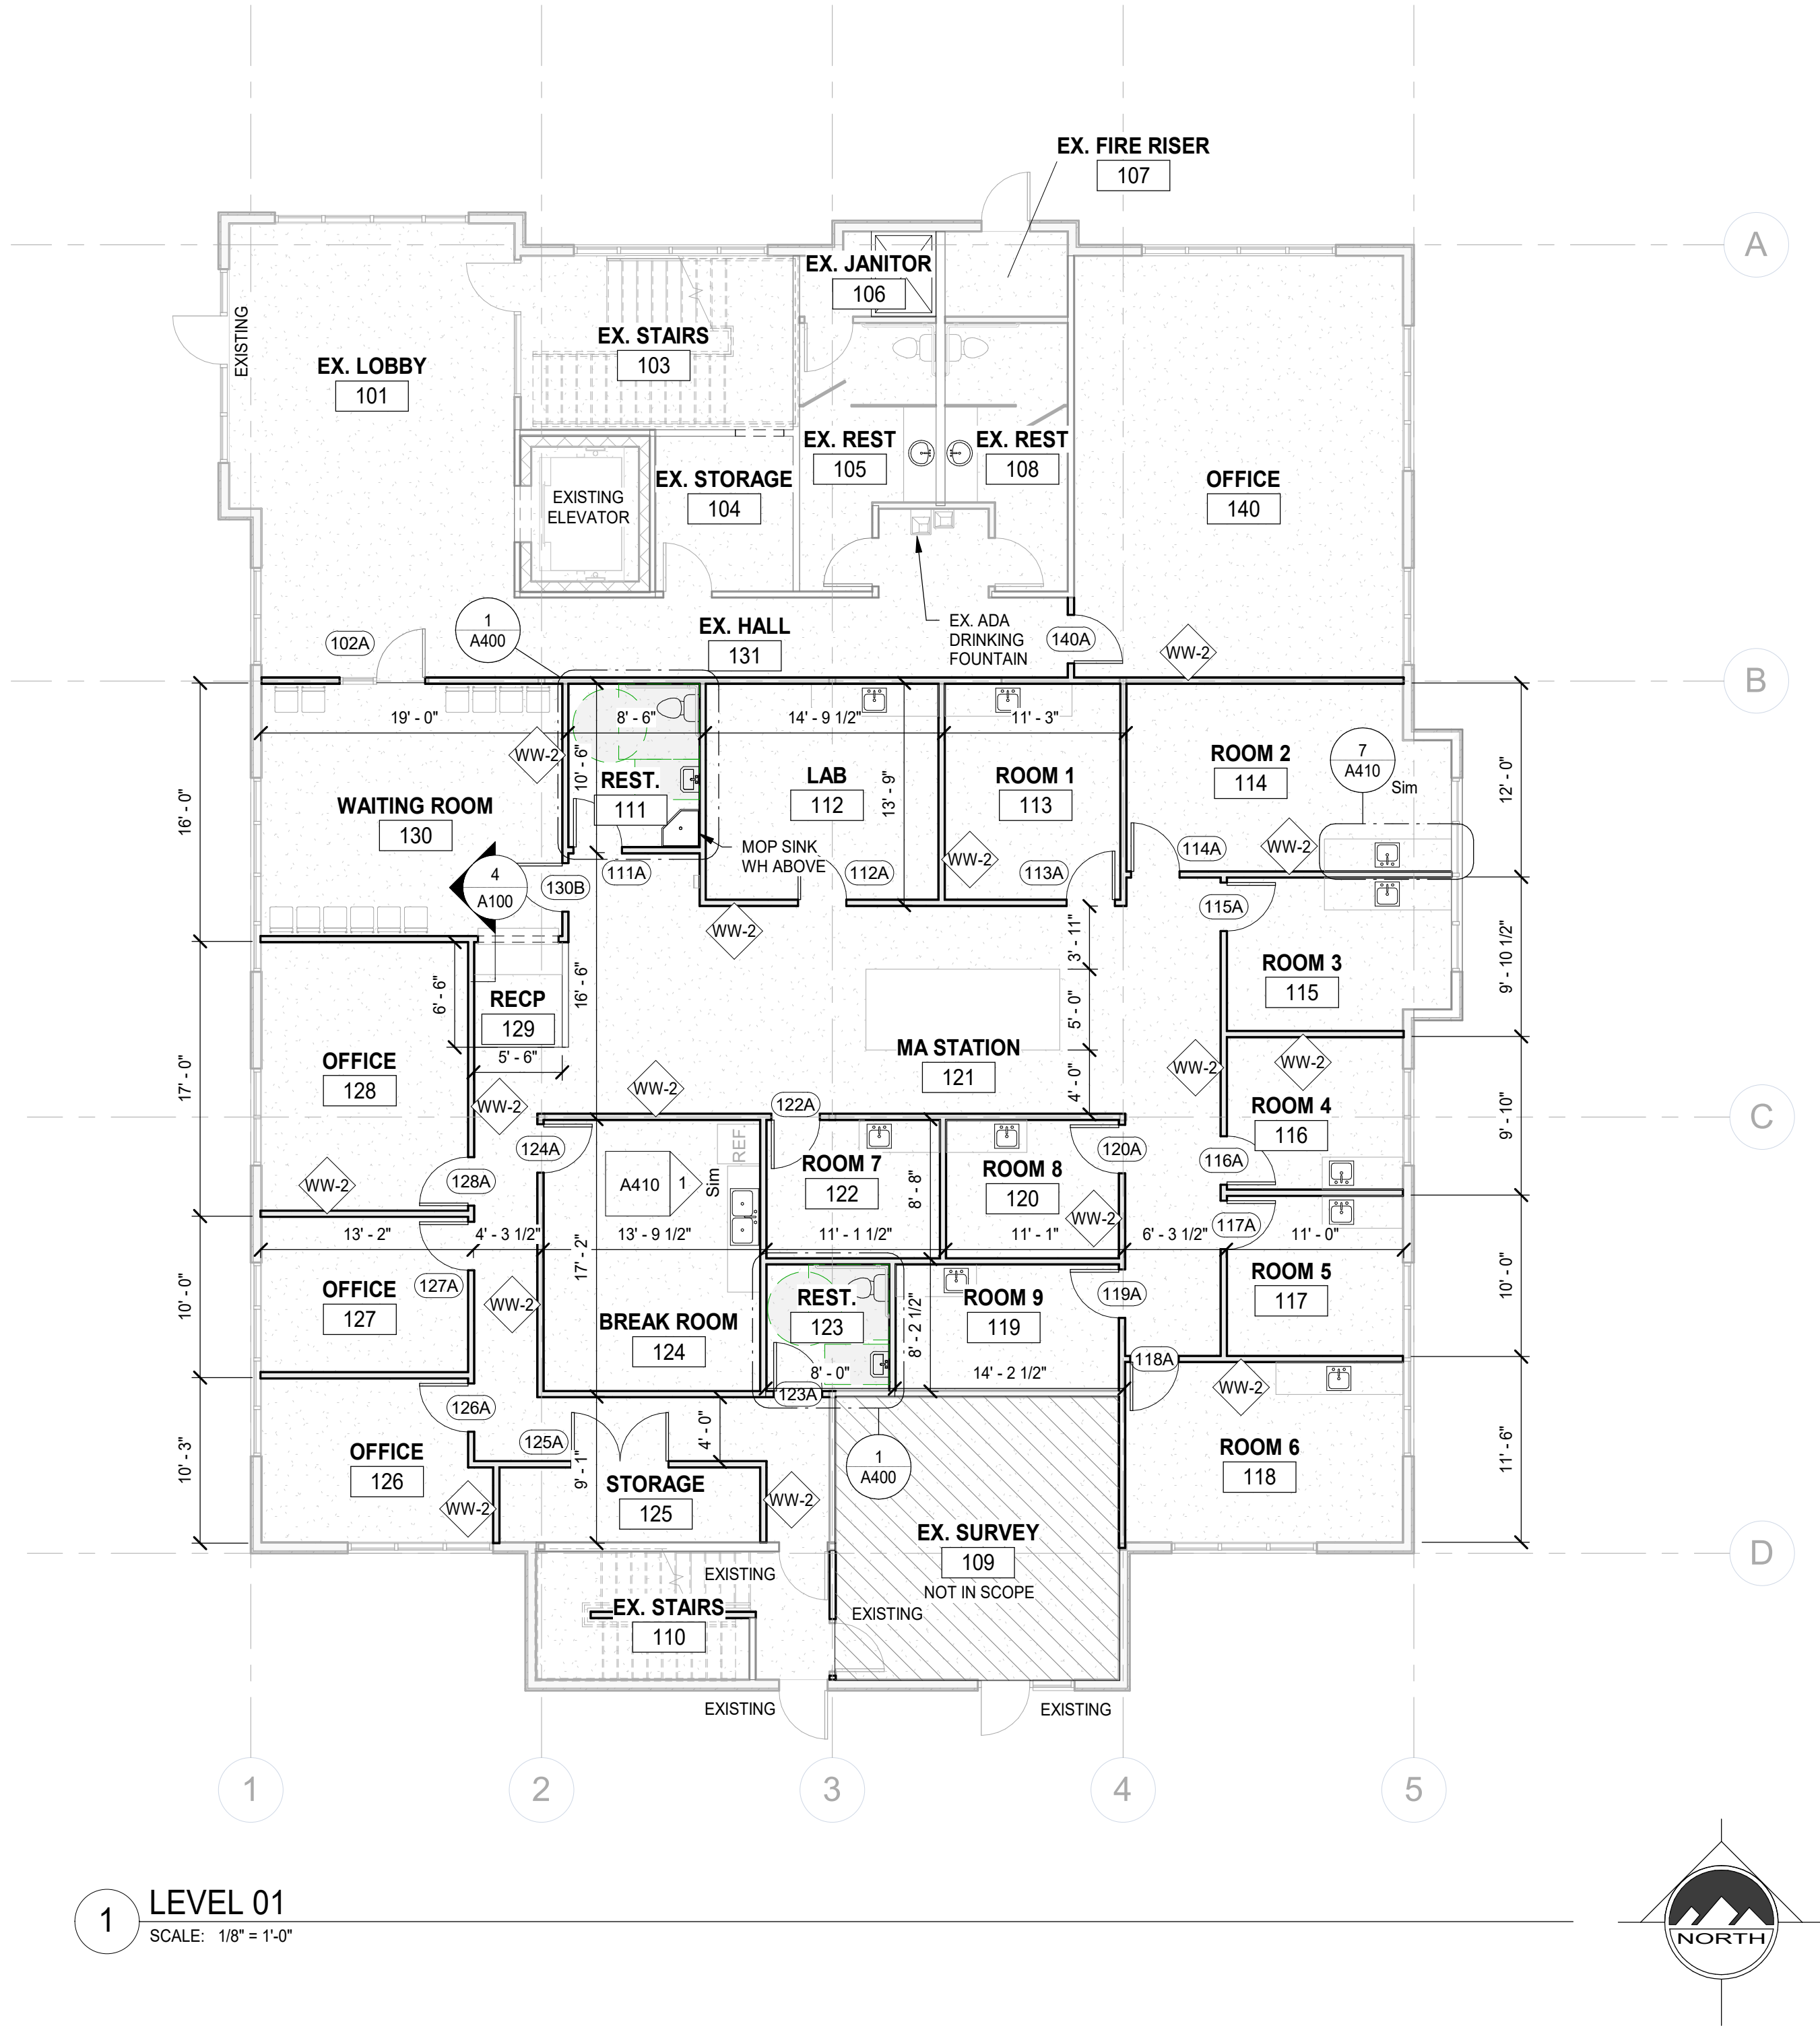 EX. FIRE RISER
107
A
EX. JANITOR
106
EXISTING
EX. STAIRS
103
EX. LOBBY
101
EX. REST
105
EX. REST
108
EX. STORAGE
104
OFFICE
140
EXISTING
ELEVATOR
1
A400
EX. HALL
131
EX. ADA
DRINKING
FOUNTAIN
102A
140A
WW-2
B
19' - 0"
8' - 6"
14' - 9 1/2"
11' - 3"
WW-2
10' - 6"
REST.
111
LAB
112
13' - 9"
ROOM 1
113
ROOM 2
114
7
A410
Sim
12' - 0"
16' - 0"
WAITING ROOM
130
MOP SINK
WH ABOVE
WW-2
114A
WW-2
4
A100
130B
111A
112A
113A
115A
WW-2
3' - 11"
ROOM 3
115
9' - 10 1/2"
6' - 6"
RECP
129
16' - 6"
5' - 0"
5' - 6"
OFFICE
128
17' - 0"
MA STATION
121
4' - 0"
WW-2
WW-2
WW-2
WW-2
122A
ROOM 4
116
9' - 10"
C
124A
REF.
ROOM 7
122
8' - 8"
ROOM 8
120
120A
116A
WW-2
128A
A410
1
Sim
WW-2
117A
13' - 2"
4' - 3 1/2"
13' - 9 1/2"
11' - 1 1/2"
11' - 1"
6' - 3 1/2"
11' - 0"
17' - 2"
10' - 0"
OFFICE
127
127A
WW-2
BREAK ROOM
124
REST.
123
8' - 2 1/2"
ROOM 9
119
119A
ROOM 5
117
10' - 0"
8' - 0"
14' - 2 1/2"
118A
123A
WW-2
126A
125A
4' - 0"
10' - 3"
OFFICE
126
9' - 1"
STORAGE
125
1
A400
ROOM 6
118
11' - 6"
WW-2
WW-2
EX. SURVEY
109
NOT IN SCOPE
D
EXISTING
EX. STAIRS
110
EXISTING
EXISTING
EXISTING
1
2
3
4
5
1
LEVEL 01
SCALE: 1/8" = 1'-0"
NORTH